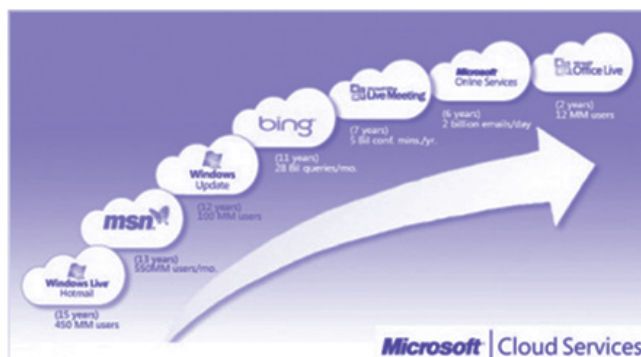 Microsoft
Office Live
(2 years)
12 MM users
Microsoft
Online Services
(6 years)
2 billion emails/day
Live Meeting
(7 years)
5 Bil conf. mins./yr.
bing
(11 years)
28 Bil queries/mo.
Windows
Update
(12 years)
100 MM users
msn
(13 years)
550MM users/mo.
Windows Live
Hotmail
(15 years)
450 MM users
Microsoft | Cloud Services